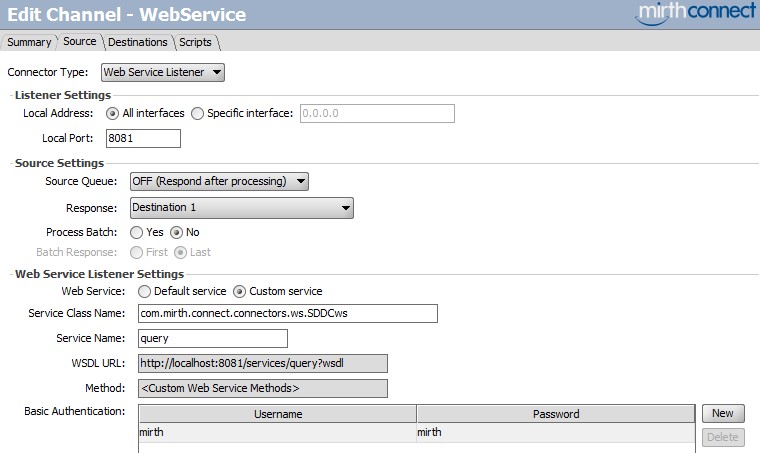 Edit Channel - WebService
mirthconnect
Summary Source Destinations Scripts
Connector Type: Web Service Listener
Listener Settings
Local Address: All interfaces Specific interface: 0.0.0.0
Local Port: 8081
Source Settings
Source Queue: OFF (Respond after processing)
Response: Destination 1
Process Batch: Yes No
Batch Response: First Last
Web Service Listener Settings
Web Service: Default service Custom service
Service Class Name: com.mirth.connect.connectors.ws.SDDCws
Service Name: query
WSDL URL: http://localhost:8081/services/query?wsdl
Method: <Custom Web Service Methods>
Basic Authentication: Username Password New
mirth mirth Delete